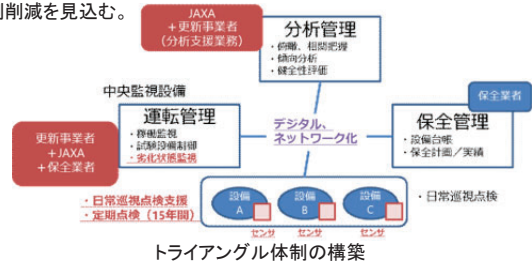 削減を見込む。
JAXA
＋更新事業者
（分析支援業務）
分析管理
・俯瞰、相関把握
・傾向分析
・健全性評価
中央監視設備
運転管理
・稼働監視
・試験設備制御
・劣化状態監視
更新事業者
＋JAXA
＋保全業者
デジタル、
ネットワーク化
保全業者
保全管理
・設備台帳
・保全計画／実績
・日常巡視点検支援
・定期点検（15年間）
設備
A
設備
B
設備
C
センサ
センサ
センサ
・日常巡視点検
トライアングル体制の構築